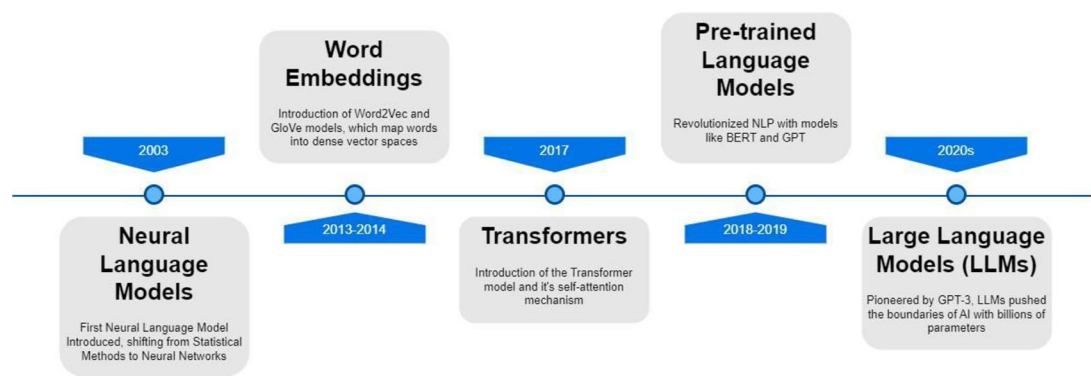 2003
Neural
Language
Models
First Neural Language Model
Introduced, shifting from Statistical
Methods to Neural Networks
Word
Embeddings
Introduction of Word2Vec and
GloVe models, which map words
into dense vector spaces
2013-2014
2017
Transformers
Introduction of the Transformer
model and it's self-attention
mechanism
Pre-trained
Language
Models
Revolutionized NLP with models
like BERT and GPT
2018-2019
2020s
Large Language
Models (LLMs)
Pioneered by GPT-3, LLMs pushed
the boundaries of AI with billions of
parameters